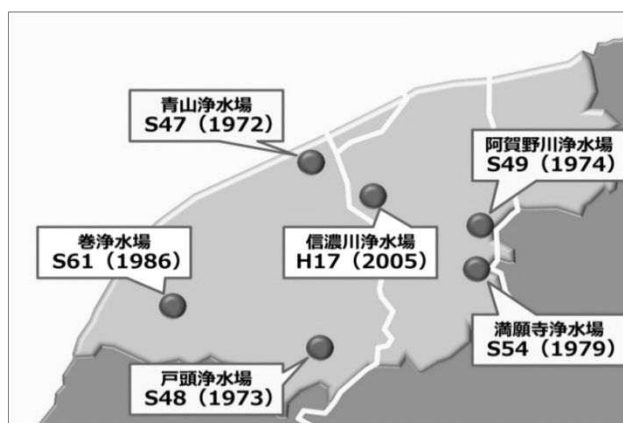 青山浄水場
S47（1972）
阿賀野川浄水場
S49（1974）
巻浄水場
S61（1986）
信濃川浄水場
H17（2005）
満願寺浄水場
S54（1979）
戸頭浄水場
S48（1973）